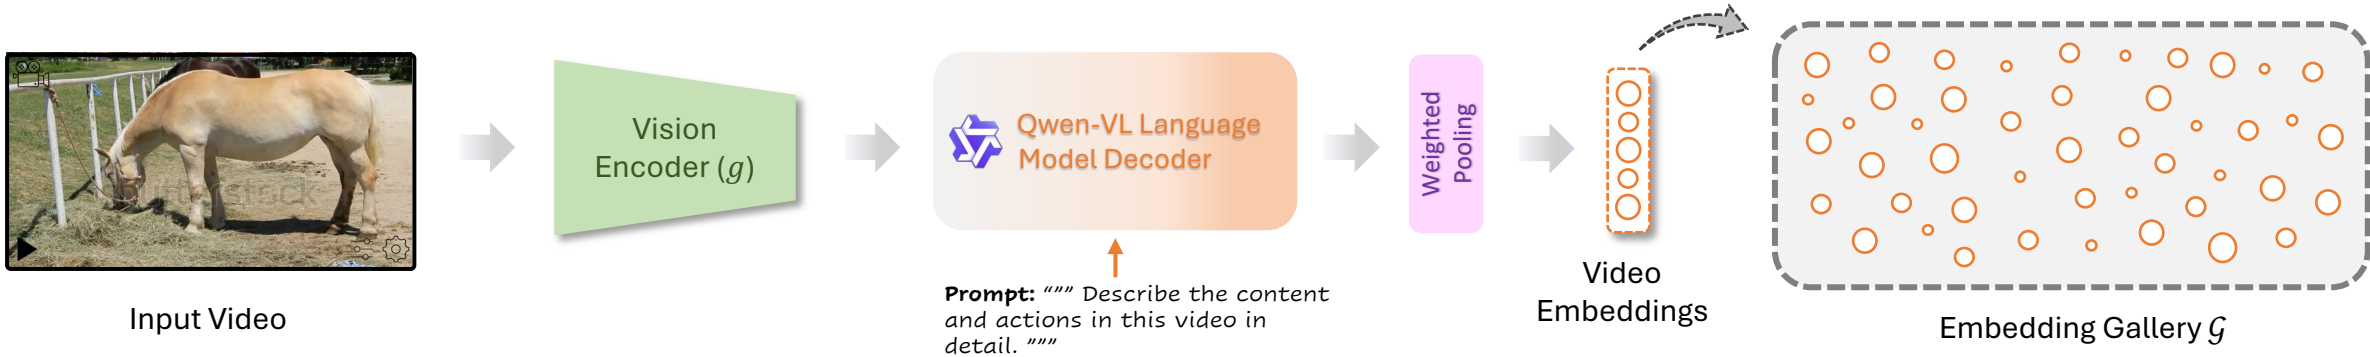 Input Video
Vision
Encoder (g)
Qwen-VL Language
Model Decoder
Prompt: “”” Describe the content
and actions in this video in
detail. ”””
Weighted
Pooling
Video
Embeddings
Embedding Gallery 𝒢